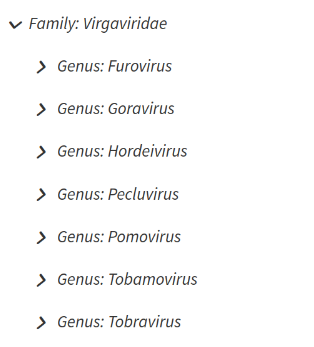 Family: Virgaviridae
Genus: Furovirus
Genus: Goravirus
Genus: Hordeivirus
Genus: Pecluvirus
Genus: Pomovirus
Genus: Tobamovirus
Genus: Tobravirus